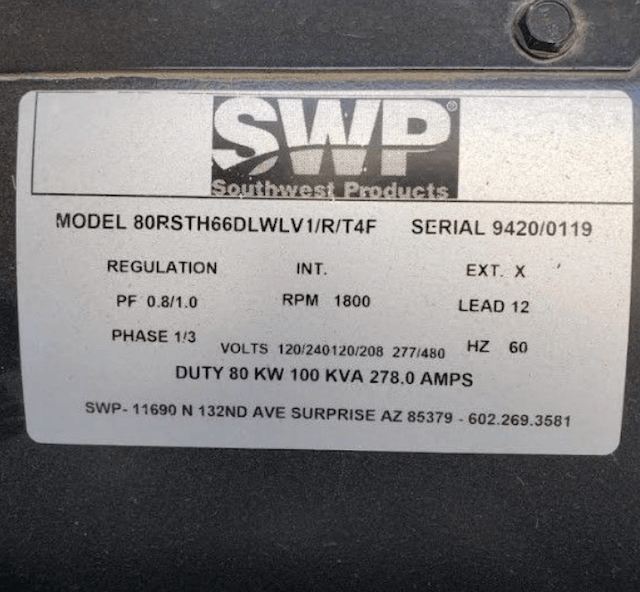 SWP®
Southwest Products
MODEL 80RSTH66DLWLV1/R/T4F SERIAL 9420/0119
REGULATION INT. EXT. X
PF 0.8/1.0 RPM 1800 LEAD 12
PHASE 1/3 VOLTS 120/240120/208 277/480 HZ 60
DUTY 80 KW 100 KVA 278.0 AMPS
SWP- 11690 N 132ND AVE SURPRISE AZ 85379 - 602.269.3581